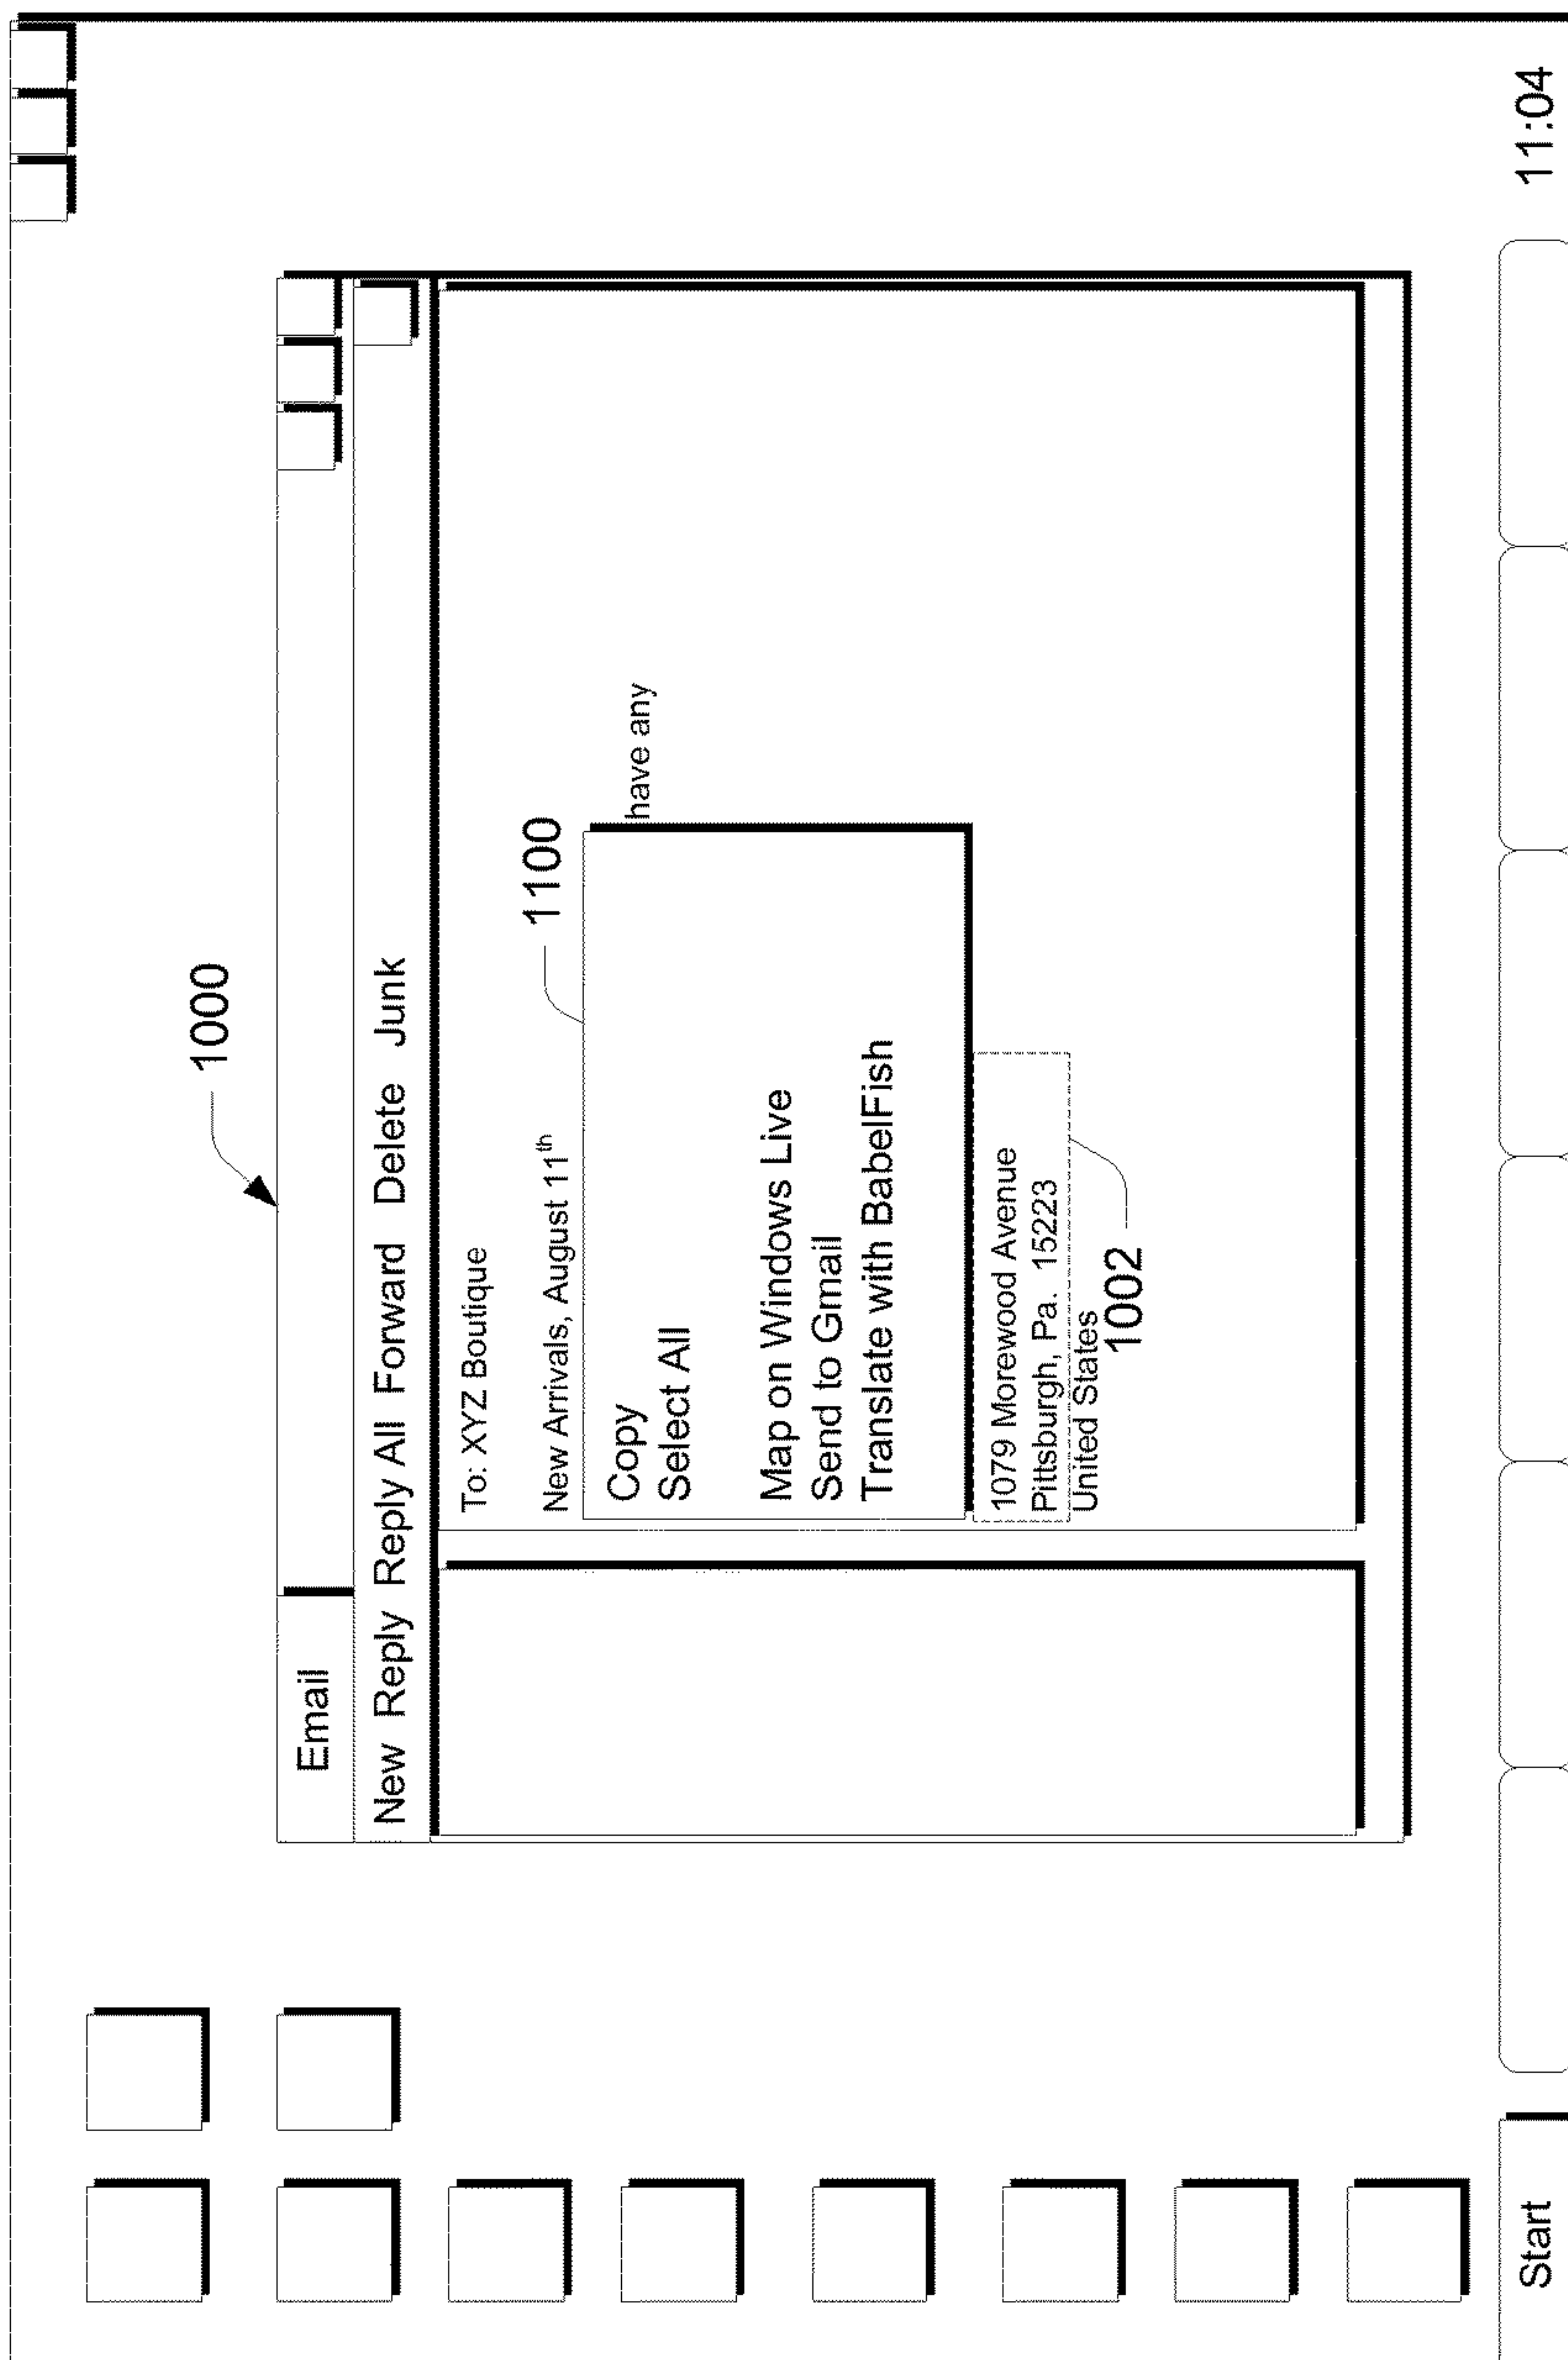 1000
Email
New Reply Reply All Forward Delete Junk
To: XYZ Boutique
New Arrivals, August 11th
1100
have any
Copy
Select All
Map on Windows Live
Send to Gmail
Translate with BabelFish
1079 Morewood Avenue
Pittsburgh, Pa. 15223
United States
1002
Start
11:04